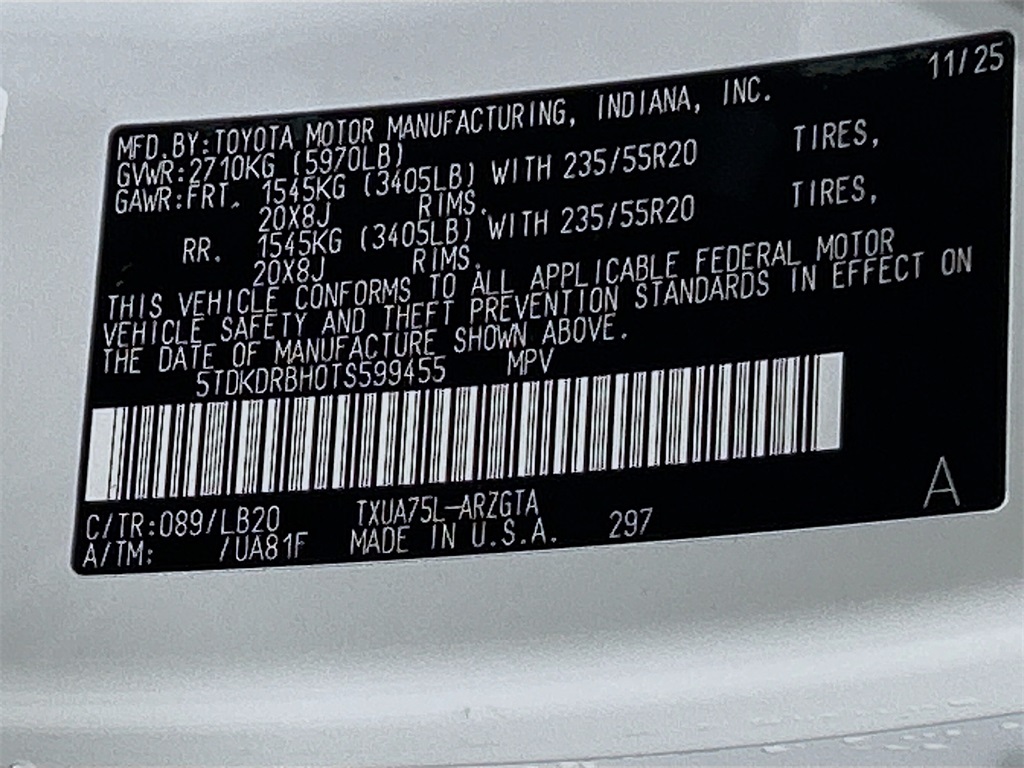 11/25
MFD.BY:TOYOTA MOTOR MANUFACTURING, INDIANA, INC.
GVWR:2710KG (5970LB)
GAWR:FRT. 1545KG (3405LB) WITH 235/55R20 TIRES,
20X8J RIMS.
RR. 1545KG (3405LB) WITH 235/55R20 TIRES,
20X8J RIMS.
THIS VEHICLE CONFORMS TO ALL APPLICABLE FEDERAL MOTOR
VEHICLE SAFETY AND THEFT PREVENTION STANDARDS IN EFFECT ON
THE DATE OF MANUFACTURE SHOWN ABOVE.
5TDKDRBH0TS599455 MPV
C/TR:089/LB20 TXUA75L-ARZGTA
A/TM: /UA81F MADE IN U.S.A. 297
A